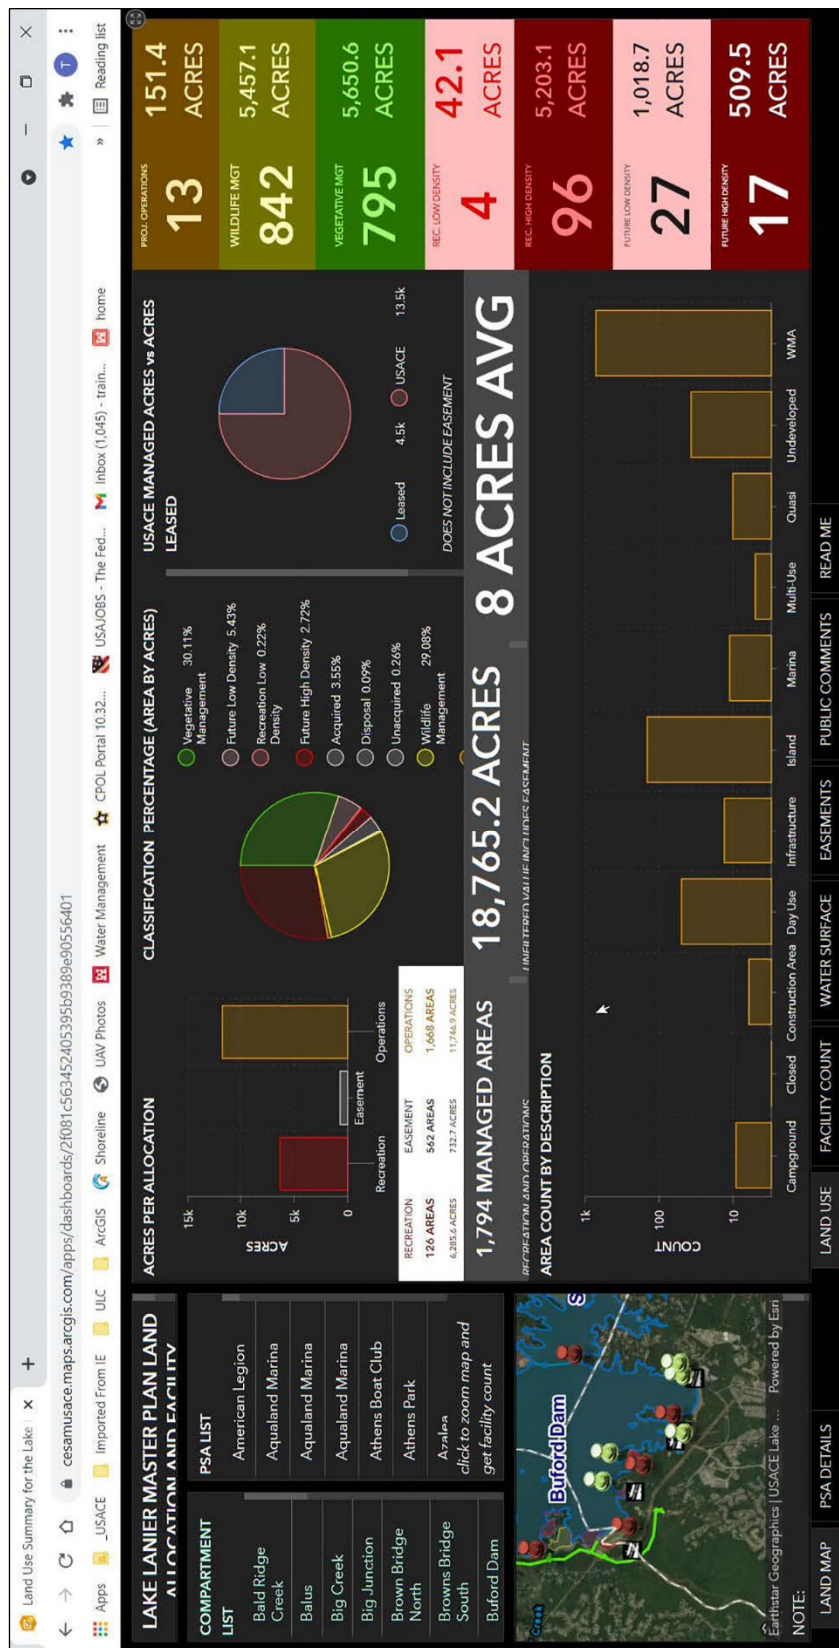 Land Use Summary for the Lake
cesamusace.maps.arcgis.com/apps/dashboards/2f081c563452405395b9389e90556401
T
Apps
_USACE
Imported From IE
ULC
ArcGIS
Shoreline
UAV Photos
Water Management
CPOL Portal 10.32...
USAJOBS - The Fed...
Inbox (1,045) - train...
home
»
Reading list
LAKE LANIER MASTER PLAN LAND
ALLOCATION AND FACILITY
COMPARTMENT
LIST
Bald Ridge
Creek
Balus
Big Creek
Big Junction
Brown Bridge
North
Browns Bridge
South
Buford Dam
PSA LIST
American Legion
Aqualand Marina
Aqualand Marina
Aqualand Marina
Athens Boat Club
Athens Park
Azalea
click to zoom map and
get facility count
Creek
Buford Dam
S
Earthstar Geographics | USACE Lake ...
Powered by Esri
NOTE:
LAND MAP
PSA DETAILS
ACRES PER ALLOCATION
15k
10k
5k
0
ACRES
Recreation
Easement
Operations
RECREATION
126 AREAS
6,285.6 ACRES
EASEMENT
562 AREAS
732.7 ACRES
OPERATIONS
1,668 AREAS
11,746.9 ACRES
CLASSIFICATION PERCENTAGE (AREA BY ACRES)
Vegetative
Management 30.11%
Future Low Density 5.43%
Recreation Low
Density 0.22%
Future High Density 2.72%
Acquired 3.55%
Disposal 0.09%
Unacquired 0.26%
Wildlife
Management 29.08%
USACE MANAGED ACRES vs ACRES
LEASED
Leased 4.5k
USACE 13.5k
DOES NOT INCLUDE EASEMENT
1,794 MANAGED AREAS
RECREATION AND OPERATIONS
18,765.2 ACRES
UNFILTERED VALUE INCLUDES EASEMENT
8 ACRES AVG
AREA COUNT BY DESCRIPTION
1k
100
10
COUNT
Campground
Closed
Construction Area
Day Use
Infrastructure
Island
Marina
Multi-Use
Quasi
Undeveloped
WMA
LAND USE
FACILITY COUNT
WATER SURFACE
EASEMENTS
PUBLIC COMMENTS
READ ME
PROJ. OPERATIONS
13
151.4
ACRES
WILDLIFE MGT
842
5,457.1
ACRES
VEGETATIVE MGT
795
5,650.6
ACRES
REC. LOW DENSITY
4
42.1
ACRES
REC. HIGH DENSITY
96
5,203.1
ACRES
FUTURE LOW DENSITY
27
1,018.7
ACRES
FUTURE HIGH DENSITY
17
509.5
ACRES